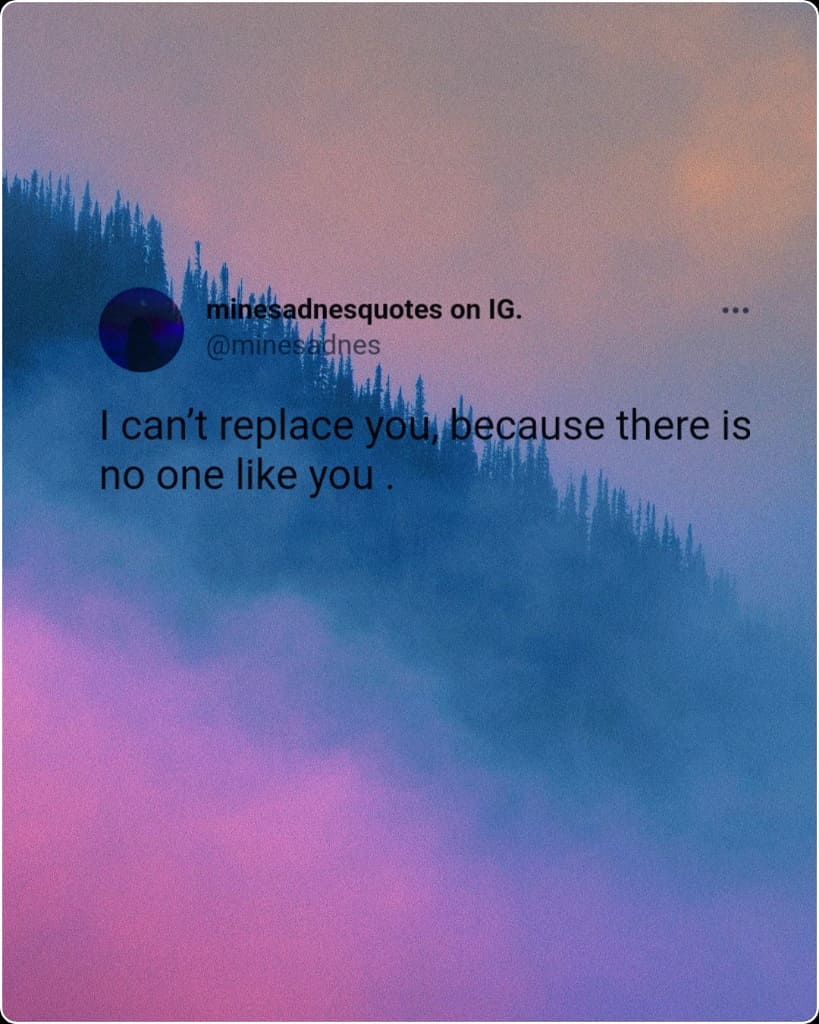 minesadnesquotes on IG.
@minesadnes
I can’t replace you, because there is
no one like you .